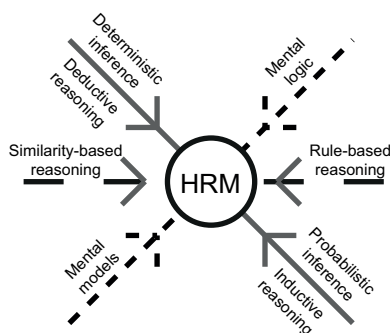 Deterministic
inference
Deductive
reasoning
Mental
logic
Similarity-based
reasoning
HRM
Rule-based
reasoning
Mental
models
Probabilistic
inference
Inductive
reasoning